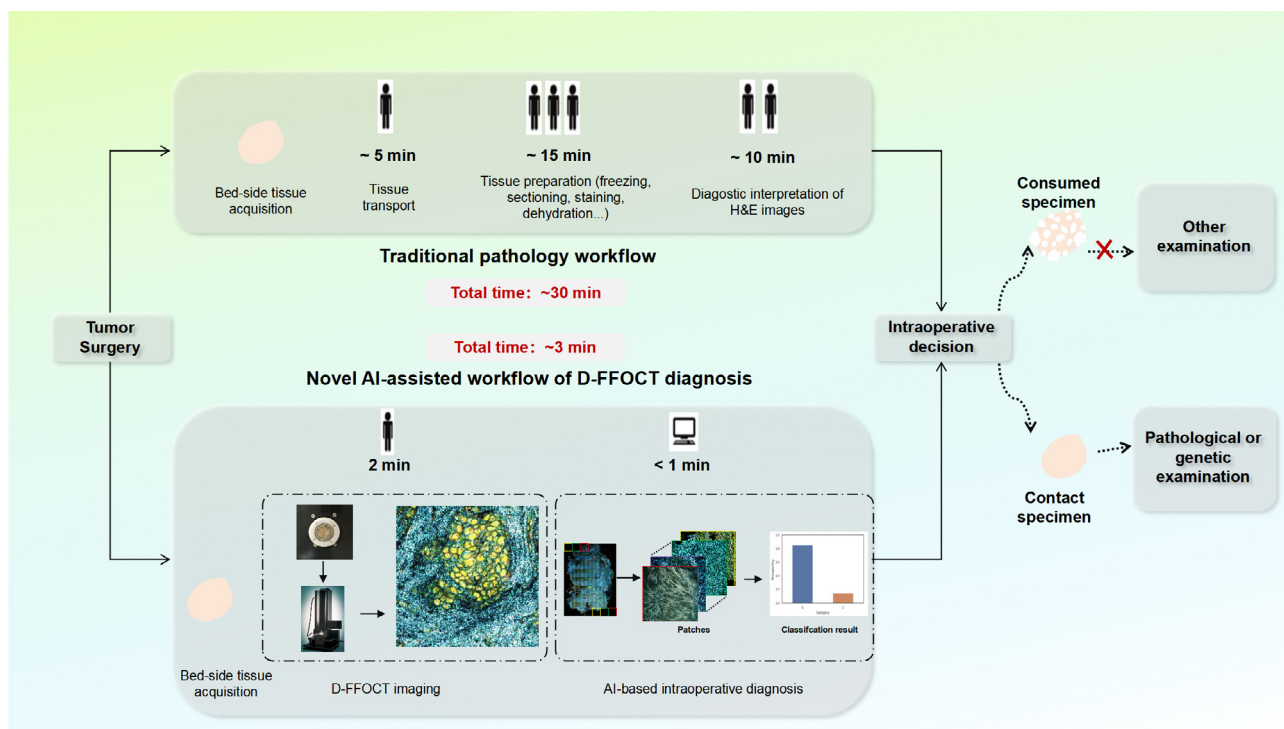 ~ 5 min
~ 15 min
~ 10 min
Bed-side tissue
acquisition
Tissue
transport
Tissue preparation (freezing,
sectioning, staining,
dehydration...)
Diagostic interpretation of
H&E images
Traditional pathology workflow
Total time: ~30 min
Tumor
Surgery
Total time: ~3 min
Novel AI-assisted workflow of D-FFOCT diagnosis
2 min
< 1 min
Patches
Category
Classifcation result
Bed-side tissue
acquisition
D-FFOCT imaging
AI-based intraoperative diagnosis
Intraoperative
decision
Consumed
specimen
Other
examination
Contact
specimen
Pathological or
genetic
examination